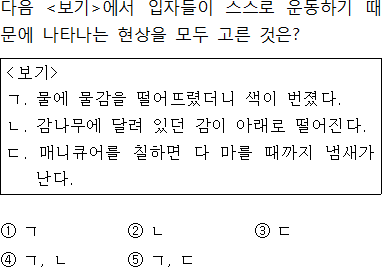 다음 <보기>에서 입자들이 스스로 운동하기 때
문에 나타나는 현상을 모두 고른 것은?
<보기>
ㄱ. 물에 물감을 떨어뜨렸더니 색이 번졌다.
ㄴ. 감나무에 달려 있던 감이 아래로 떨어진다.
ㄷ. 매니큐어를 칠하면 다 마를 때까지 냄새가
난다.
① ㄱ ② ㄴ ③ ㄷ
④ ㄱ, ㄴ ⑤ ㄱ, ㄷ